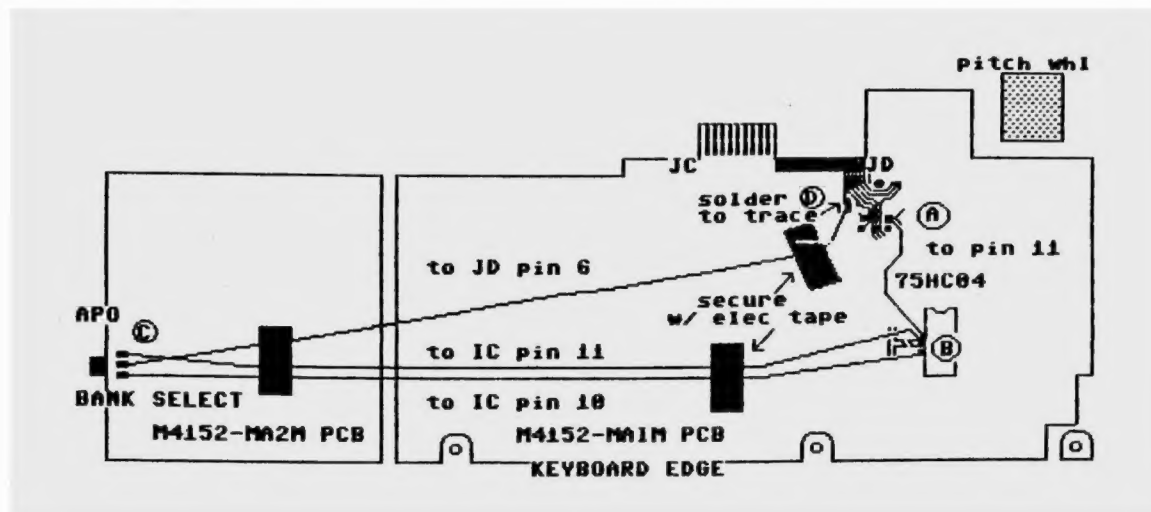 pitch whl
JC
JD
solder D
to trace
A
to pin 11
75HC04
to JD pin 6
secure
w/ elec tape
APO
C
to IC pin 11
B
BANK SELECT
to IC pin 10
M4152-MA2M PCB
M4152-MA1M PCB
KEYBOARD EDGE